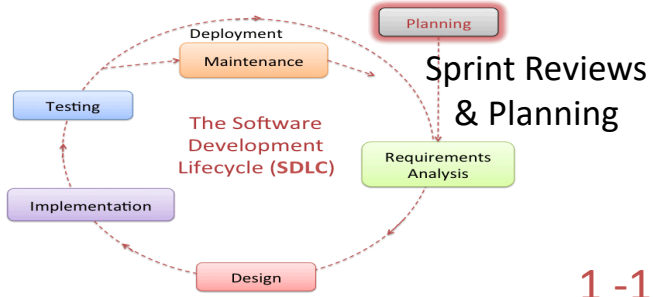 Planning
Deployment
Maintenance
Sprint Reviews
& Planning
Testing
The Software
Development
Lifecycle (SDLC)
Requirements
Analysis
Implementation
Design
1 -1